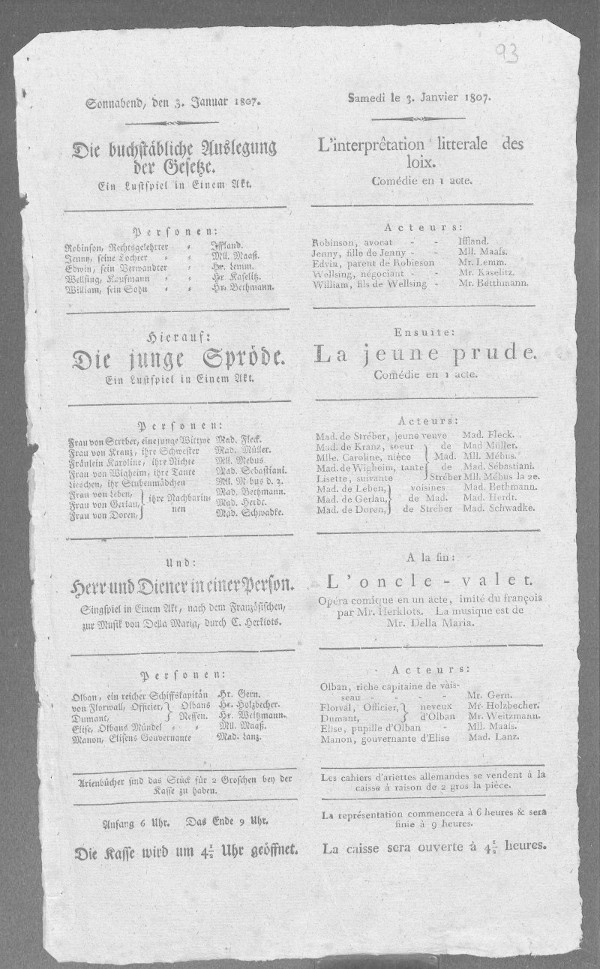 93
Sonnabend, den 3. Januar 1807.
Die buchstäbliche Auslegung
der Gesetze.
Ein Lustspiel in Einem Akt.
Personen:
Robinson, Rechtsgelehrter - Iffland.
Jenny, seine Tochter - Mll. Maaß.
Edwin, sein Verwandter - Hr. Lemm.
Wellsing, Kaufmann - Hr. Kaselitz.
William, sein Sohn - Hr. Bethmann.
Hierauf:
Die junge Spröde.
Ein Lustspiel in Einem Akt.
Personen:
Frau von Sterber, eine junge Wittwe Mad. Fleck.
Frau von Kranz, ihre Schwester Mad. Müller.
Fräulein Karoline, ihre Nichte Mll. Mebus
Frau von Wigheim, ihre Tante Mad. Sebastiani.
Lieschen, ihr Stubenmädchen Mll. Mebus d. 2.
Frau von Leben, Mad. Bethmann.
Frau von Gerlau, ihre Nachbarin- Mad. Herdt.
Frau von Doren, nen Mad. Schwadke.
Und:
Herr und Diener in einer Person.
Singspiel in Einem Akt, nach dem Französischen,
zur Musik von Della Maria, durch C. Herklots.
Personen:
Olban, ein reicher Schiffskapitän Hr. Gern.
von Florwall, Officier, Olbans Hr. Holzbecher.
Dumant, Neffen. Hr. Weitzmann.
Elise, Olbans Mündel - Mll. Maaß.
Manon, Elisens Gouvernante Mad. Lanz.
Arienbücher sind das Stück für 2 Groschen bey der
Kasse zu haben.
Anfang 6 Uhr. Das Ende 9 Uhr.
Die Kasse wird um 4½ Uhr geöffnet.
Samedi le 3. Janvier 1807.
L'interprêtation litterale des
loix.
Comédie en 1 acte.
Acteurs:
Robinson, avocat - - Iffland.
Jenny, fille de Jenny - - Mll. Maaß.
Edvin, parent de Robieson Mr. Lemm.
Wellsing, négociant - - Mr. Kaselitz.
William, fils de Wellsing - Mr. Betthmann.
Ensuite:
La jeune prude.
Comédie en 1 acte.
Acteurs:
Mad. de Stréber, jeune veuve Mad. Fleck.
Mad. de Kranz, soeur de Mad. Müller.
Mlle. Caroline, nièce Mad. Mll. Mébus.
Mad. de Wigheim, tante de Mad. Sébastiani.
Lisette, suivante Stréber Mll. Mébus la 2e.
Mad. de Leben, voisines Mad. Bethmann.
Mad. de Gerlau, de Mad. Mad. Herdt.
Mad. de Doren, de Stréber Mad. Schwadke.
A la fin:
L'oncle-valet.
Opéra comique en un acte, imité du françois
par Mr. Herklots. La musique est de
Mr. Della Maria.
Acteurs:
Olban, riche capitaine de vais-
seau - - - - Mr. Gern.
Florval, Officier, neveux Mr. Holzbecher.
Dumant, d'Olban Mr. Weitzmann.
Elise, pupille d'Olban - Mll. Maaß.
Manon, gouvernante d'Elise Mad. Lanz.
Les cahiers d'ariettes allemandes se vendent à la
caisse à raison de 2 gros la pièce.
La représentation commencera à 6 heures & sera
finie à 9 heures.
La caisse sera ouverte á 4½ heures.